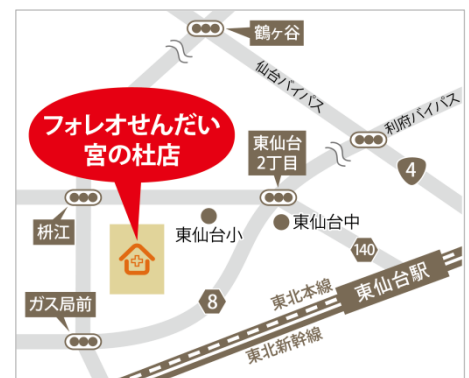 鶴ヶ谷
仙台バイパス
利府バイパス
フォレオせんだい
宮の杜店
東仙台
2丁目
4
枡江
東仙台小
東仙台中
140
東仙台駅
ガス局前
8
東北本線
東北新幹線